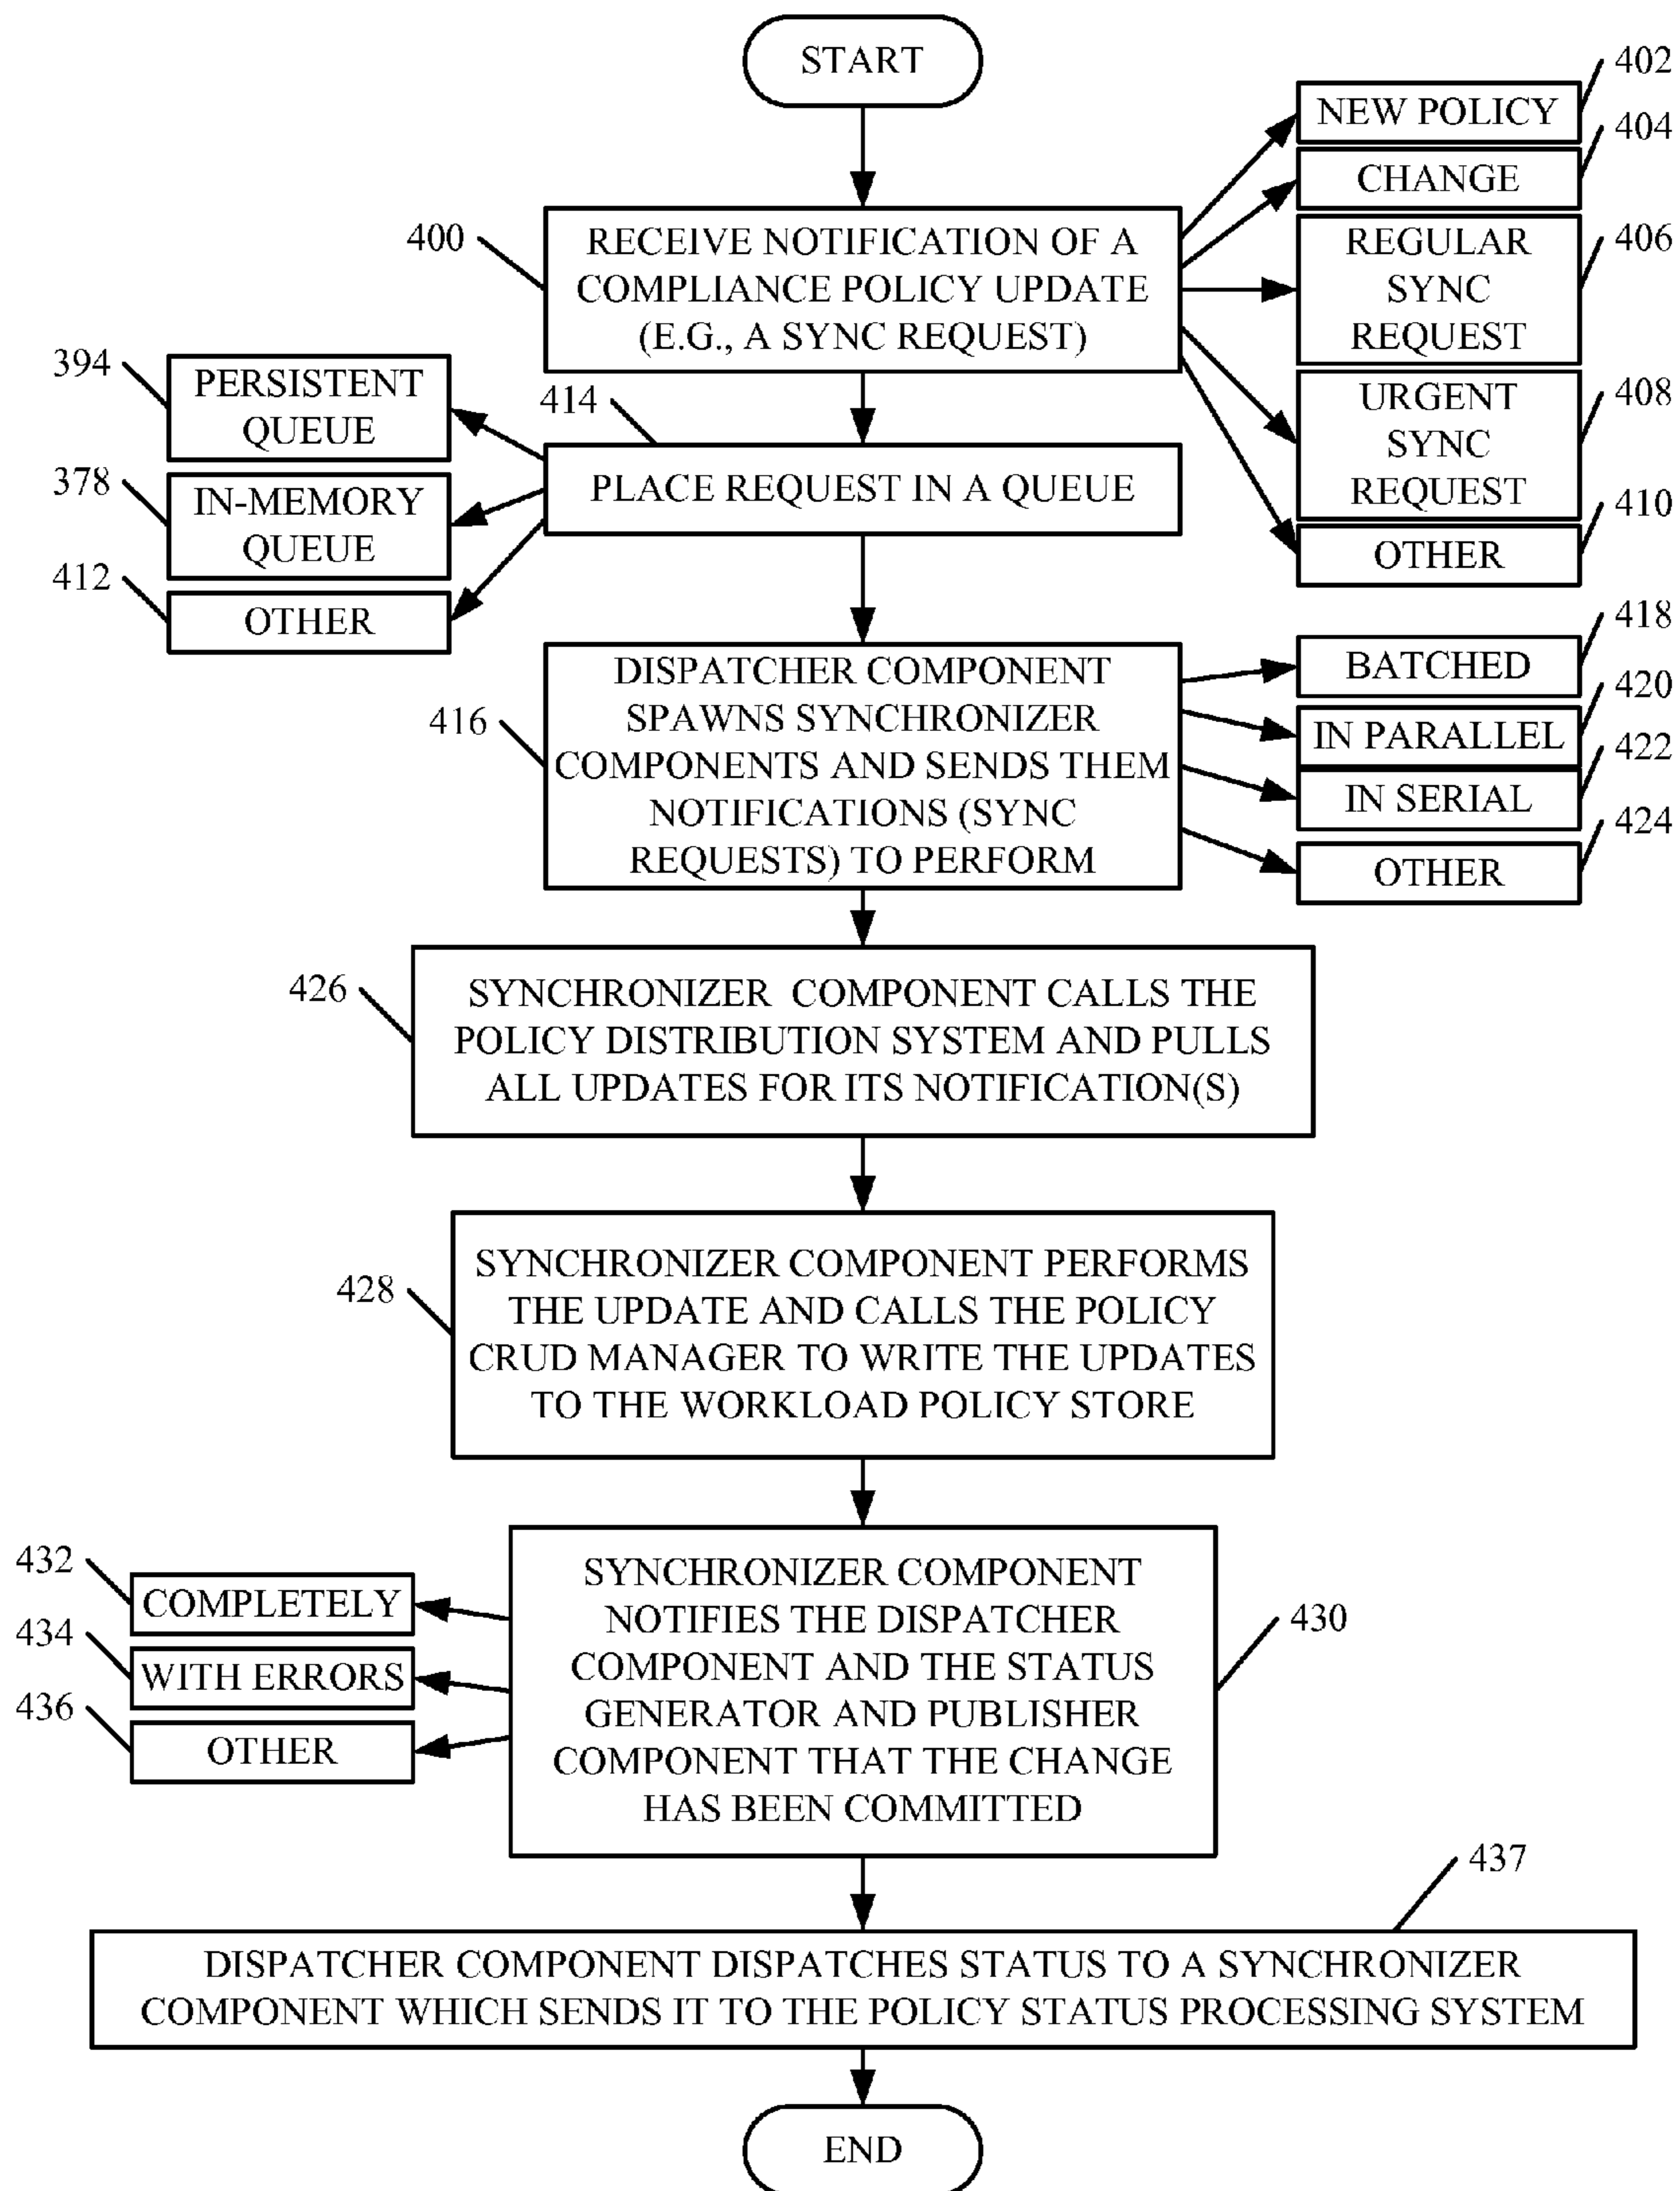 START
402
NEW POLICY
404
CHANGE
400
RECEIVE NOTIFICATION OF A
COMPLIANCE POLICY UPDATE
(E.G., A SYNC REQUEST)
406
REGULAR
SYNC
REQUEST
408
URGENT
SYNC
REQUEST
410
OTHER
394
PERSISTENT
QUEUE
378
IN-MEMORY
QUEUE
412
OTHER
414
PLACE REQUEST IN A QUEUE
416
DISPATCHER COMPONENT
SPAWNS SYNCHRONIZER
COMPONENTS AND SENDS THEM
NOTIFICATIONS (SYNC
REQUESTS) TO PERFORM
418
BATCHED
420
IN PARALLEL
422
IN SERIAL
424
OTHER
426
SYNCHRONIZER COMPONENT CALLS THE
POLICY DISTRIBUTION SYSTEM AND PULLS
ALL UPDATES FOR ITS NOTIFICATION(S)
428
SYNCHRONIZER COMPONENT PERFORMS
THE UPDATE AND CALLS THE POLICY
CRUD MANAGER TO WRITE THE UPDATES
TO THE WORKLOAD POLICY STORE
432
COMPLETELY
434
WITH ERRORS
436
OTHER
430
SYNCHRONIZER COMPONENT
NOTIFIES THE DISPATCHER
COMPONENT AND THE STATUS
GENERATOR AND PUBLISHER
COMPONENT THAT THE CHANGE
HAS BEEN COMMITTED
437
DISPATCHER COMPONENT DISPATCHES STATUS TO A SYNCHRONIZER
COMPONENT WHICH SENDS IT TO THE POLICY STATUS PROCESSING SYSTEM
END